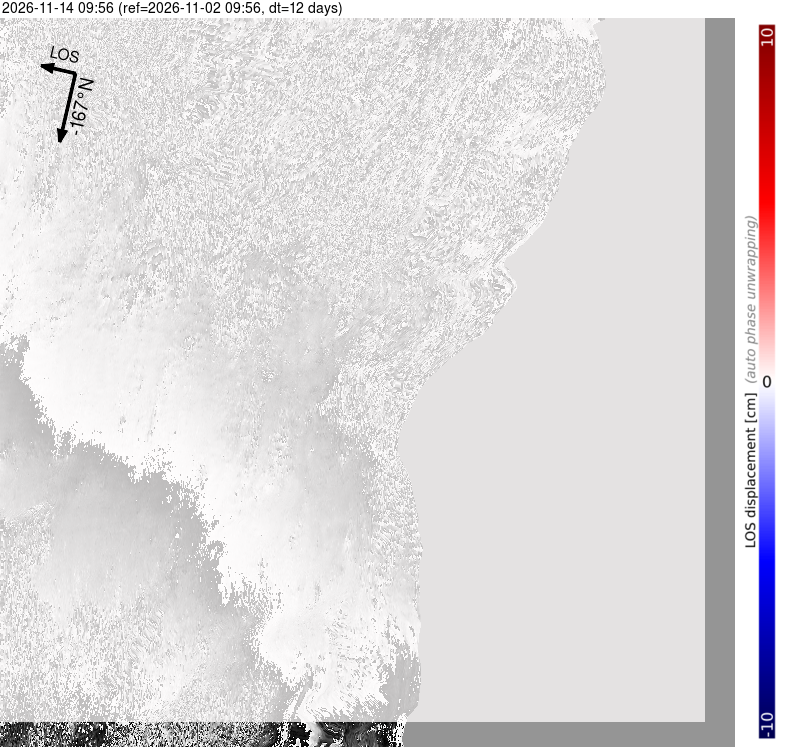 2026-11-14 09:56 (ref=2026-11-02 09:56, dt=12 days)
LOS
-167°N
10
0
-10
LOS displacement [cm] (auto phase unwrapping)